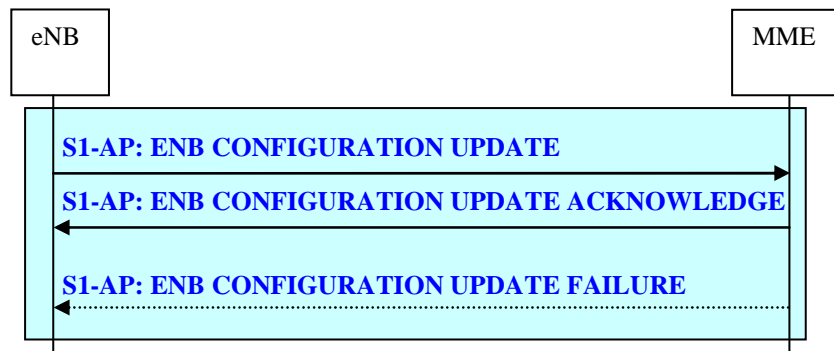 eNB
MME
S1-AP: ENB CONFIGURATION UPDATE
S1-AP: ENB CONFIGURATION UPDATE ACKNOWLEDGE
S1-AP: ENB CONFIGURATION UPDATE FAILURE